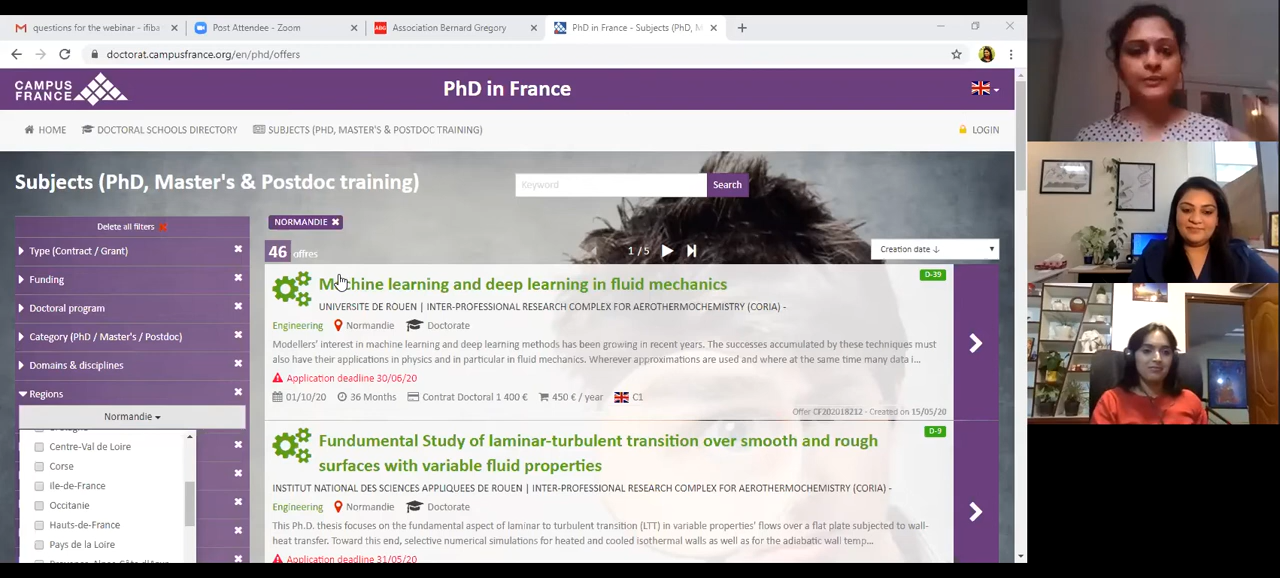 questions for the webinar - ifiba
Post Attendee - Zoom
ABG Association Bernard Gregory
PhD in France - Subjects (PhD, M
doctorat.campusfrance.org/en/phd/offers
CAMPUS
FRANCE
PhD in France
HOME
DOCTORAL SCHOOLS DIRECTORY
SUBJECTS (PHD, MASTER'S & POSTDOC TRAINING)
LOGIN
Subjects (PhD, Master's & Postdoc training)
Keyword
Search
Delete all filters
Type (Contract / Grant)
Funding
Doctoral program
Category (PhD / Master's / Postdoc)
Domains & disciplines
Regions
Normandie
Centre-Val de Loire
Corse
Ile-de-France
Occitanie
Hauts-de-France
Pays de la Loire
NORMANDIE
46 offres
1 / 5
Creation date ↓
Machine learning and deep learning in fluid mechanics
D-39
UNIVERSITE DE ROUEN | INTER-PROFESSIONAL RESEARCH COMPLEX FOR AEROTHERMOCHEMISTRY (CORIA) -
Engineering Normandie Doctorate
Modellers' interest in machine learning and deep learning methods has been growing in recent years. The successes accumulated by these techniques must
also have their applications in physics and in particular in fluid mechanics. Wherever approximations are used and where at the same time many data i...
Application deadline 30/06/20
01/10/20 36 Months Contrat Doctoral 1 400 € 450 € / year C1
Offer CF202018212 - Created on 15/05/20
Fundumental Study of laminar-turbulent transition over smooth and rough
surfaces with variable fluid properties
D-9
INSTITUT NATIONAL DES SCIENCES APPLIQUEES DE ROUEN | INTER-PROFESSIONAL RESEARCH COMPLEX FOR AEROTHERMOCHEMISTRY (CORIA) -
Engineering Normandie Doctorate
This Ph.D. thesis focuses on the fundamental aspect of laminar to turbulent transition (LTT) in variable properties' flows over a flat plate subjected to wall-
heat transfer. Toward this end, selective numerical simulations for heated and cooled isothermal walls as well as for the adiabatic wall temp...
Application deadline 31/05/20